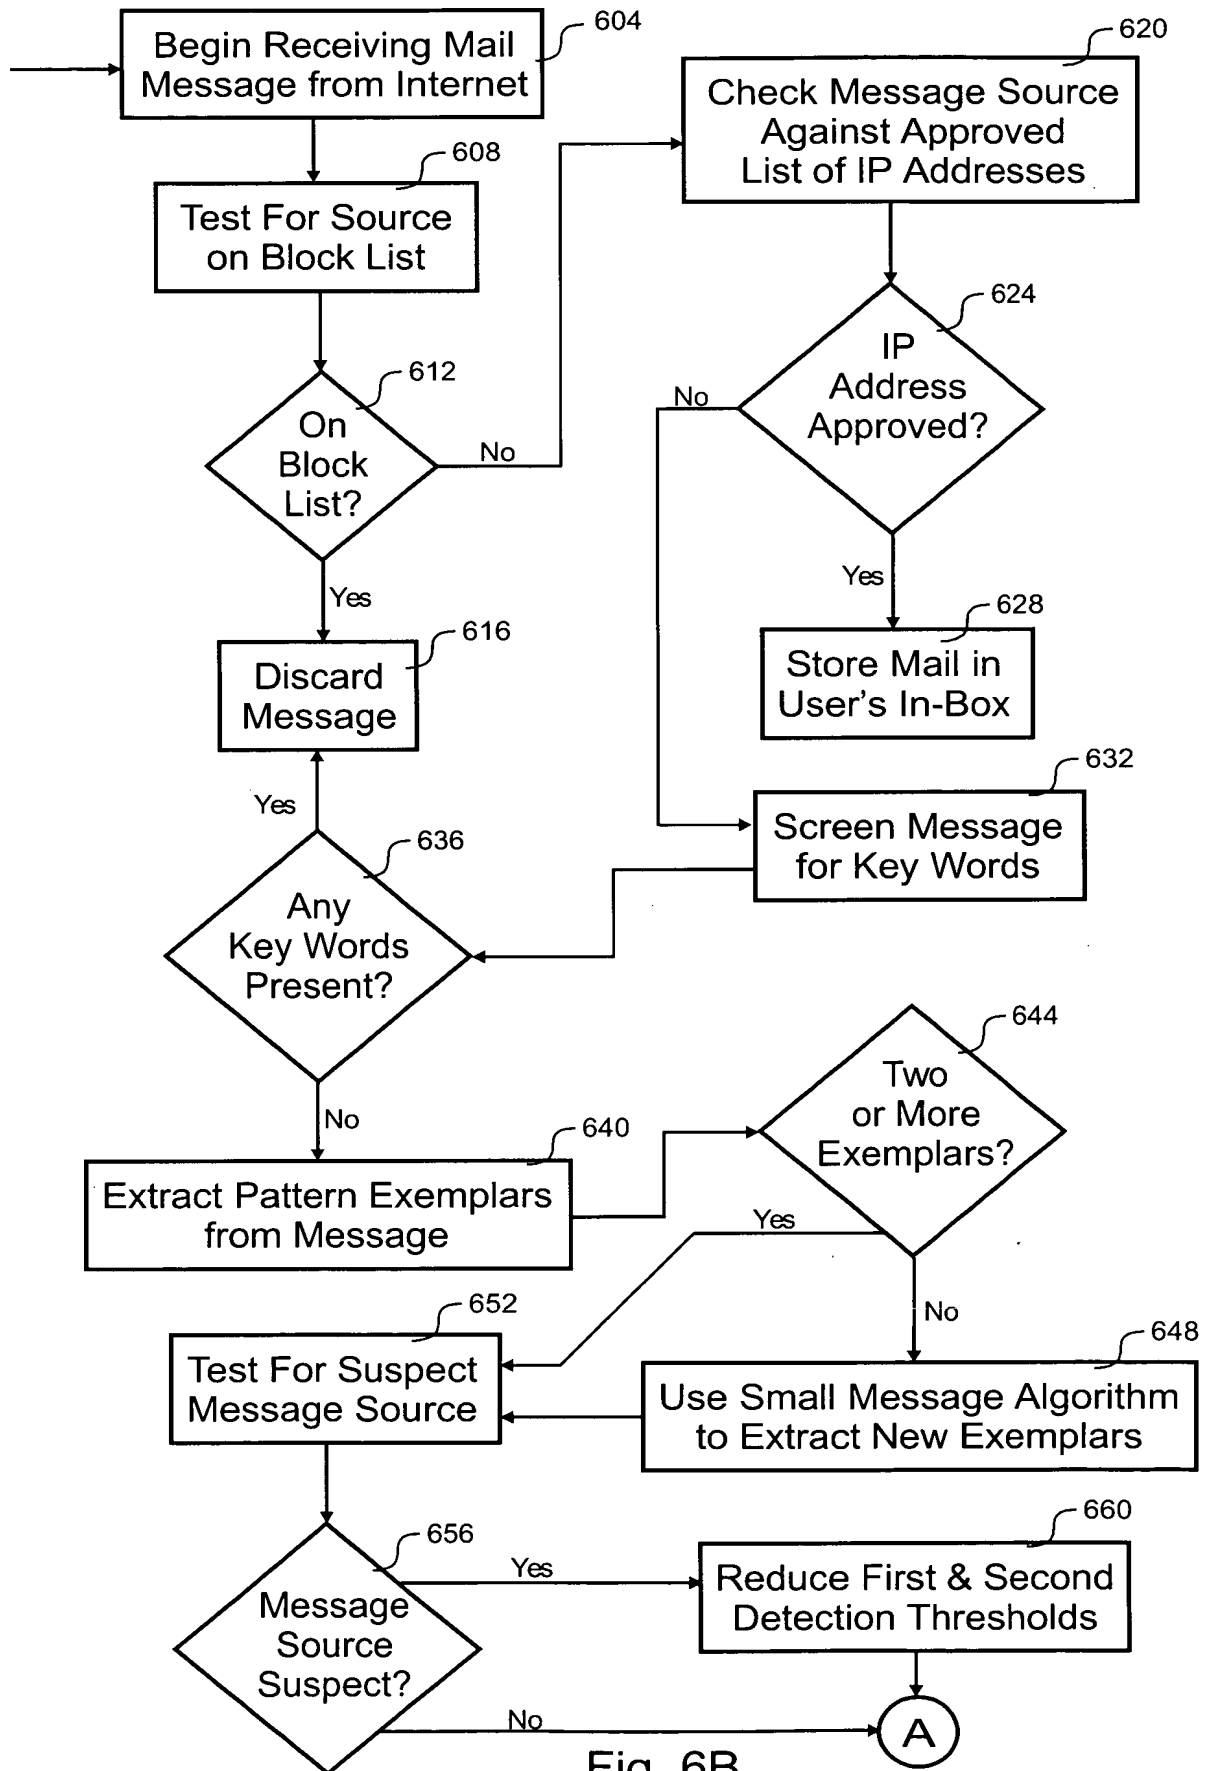 604
Begin Receiving Mail
Message from Internet
608
Test For Source
on Block List
612
On
Block
List?
No
Yes
616
Discard
Message
620
Check Message Source
Against Approved
List of IP Addresses
624
IP
Address
Approved?
No
Yes
628
Store Mail in
User's In-Box
632
Screen Message
for Key Words
Yes
636
Any
Key Words
Present?
No
640
Extract Pattern Exemplars
from Message
644
Two
or More
Exemplars?
Yes
No
648
Use Small Message Algorithm
to Extract New Exemplars
652
Test For Suspect
Message Source
656
Message
Source
Suspect?
Yes
No
660
Reduce First & Second
Detection Thresholds
A
Fig. 6B